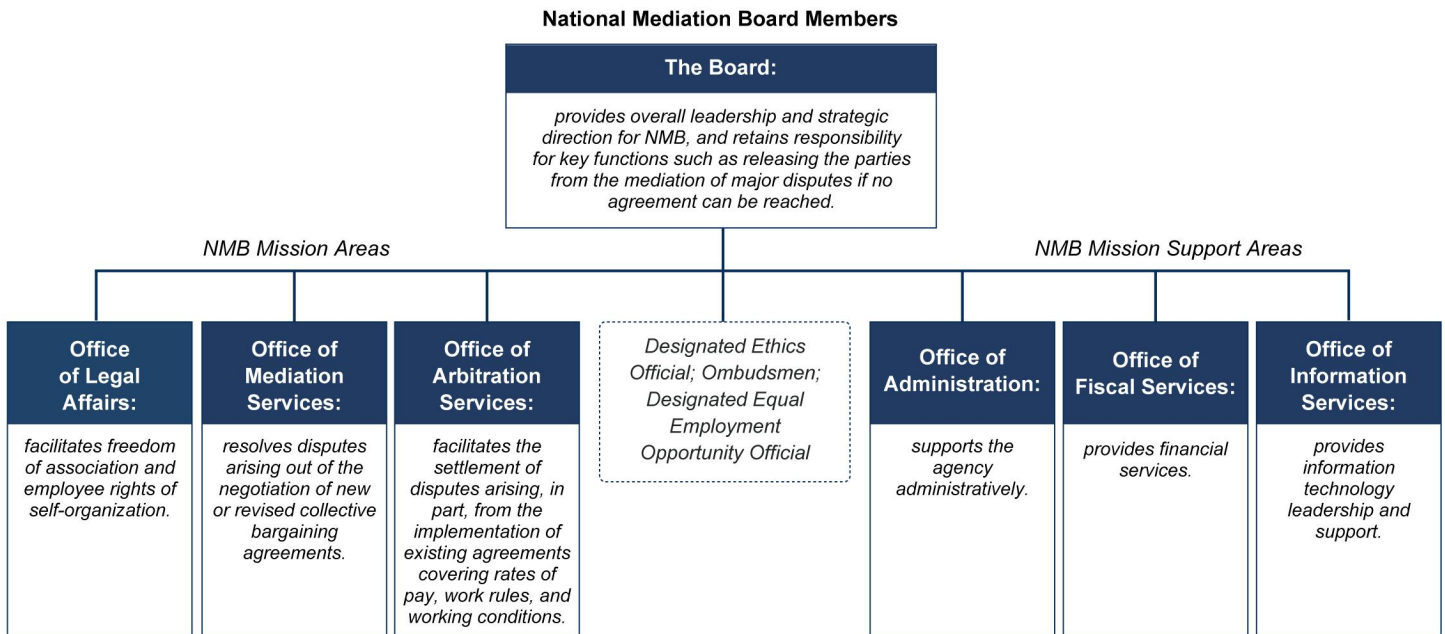 National Mediation Board Members
The Board:
provides overall leadership and strategic
direction for NMB, and retains responsibility
for key functions such as releasing the parties
from the mediation of major disputes if no
agreement can be reached.
NMB Mission Areas
NMB Mission Support Areas
Office
of Legal
Affairs:
facilitates freedom
of association and
employee rights of
self-organization.
Office of
Mediation
Services:
resolves disputes
arising out of the
negotiation of new
or revised collective
bargaining
agreements.
Office of
Arbitration
Services:
facilitates the
settlement of
disputes arising, in
part, from the
implementation of
existing agreements
covering rates of
pay, work rules, and
working conditions.
Designated Ethics
Official; Ombudsmen;
Designated Equal
Employment
Opportunity Official
Office of
Administration:
supports the
agency
administratively.
Office of
Fiscal Services:
provides financial
services.
Office of
Information
Services:
provides
information
technology
leadership and
support.